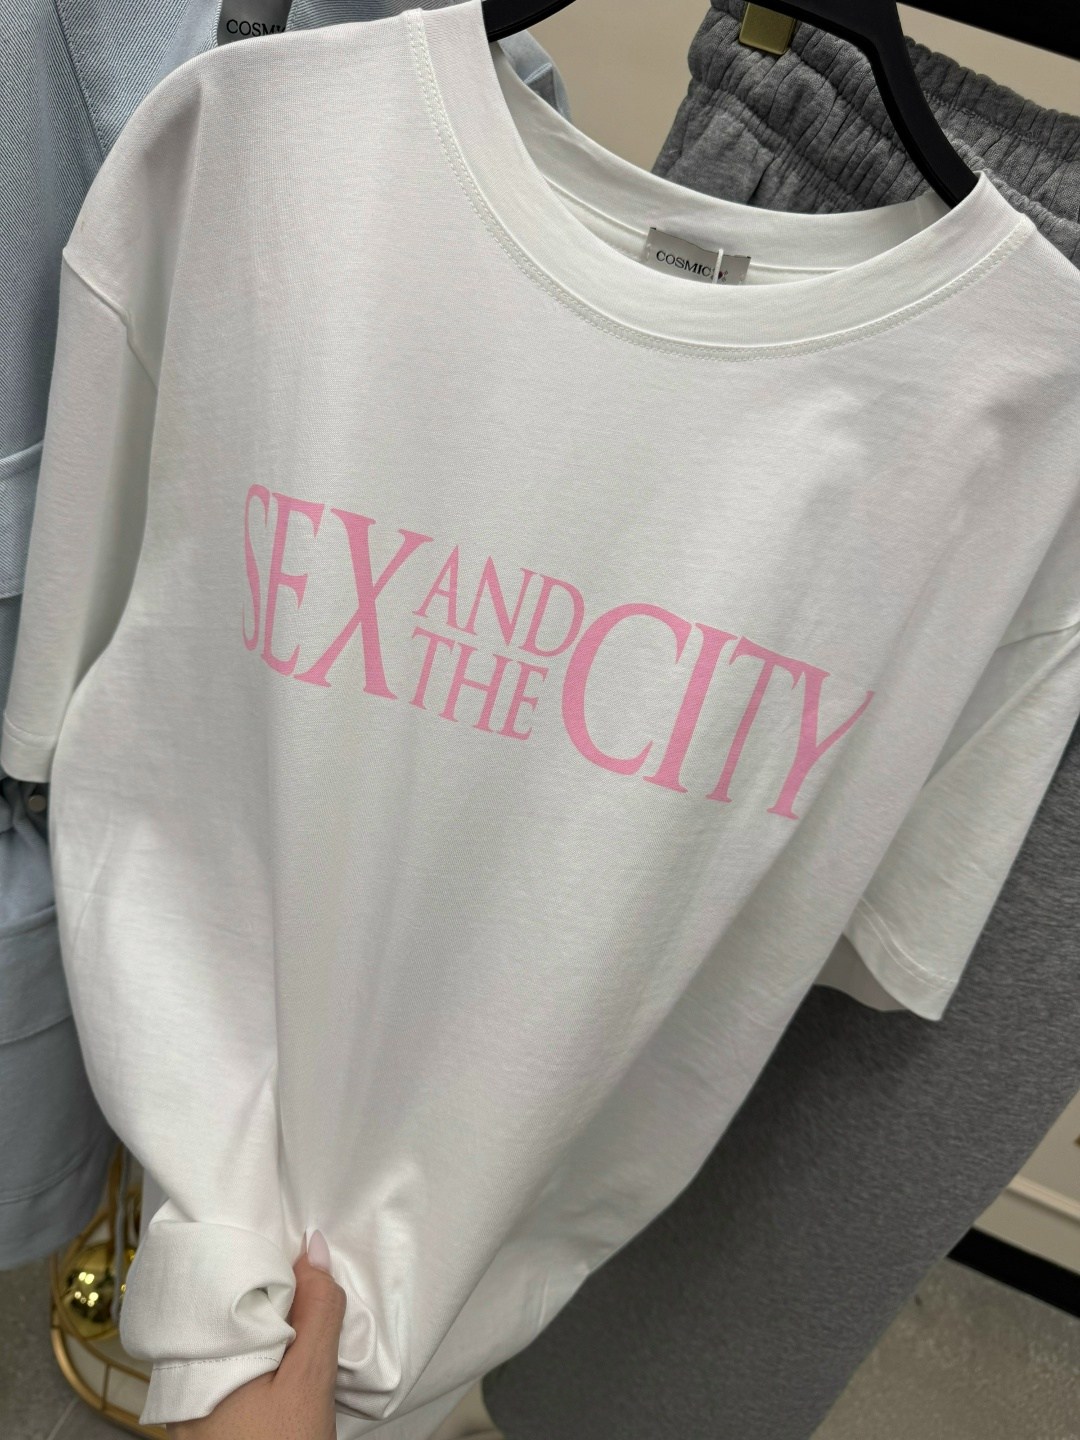 COSMIC
SEX AND THE CITY